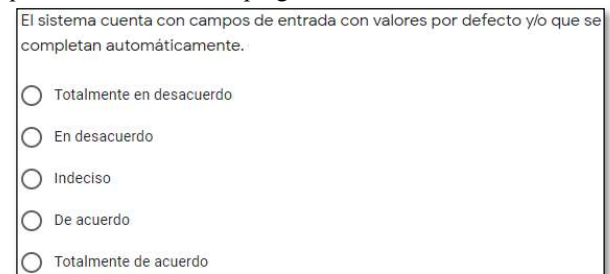 El sistema cuenta con campos de entrada con valores por defecto y/o que se
completan automáticamente.
Totalmente en desacuerdo
En desacuerdo
Indeciso
De acuerdo
Totalmente de acuerdo